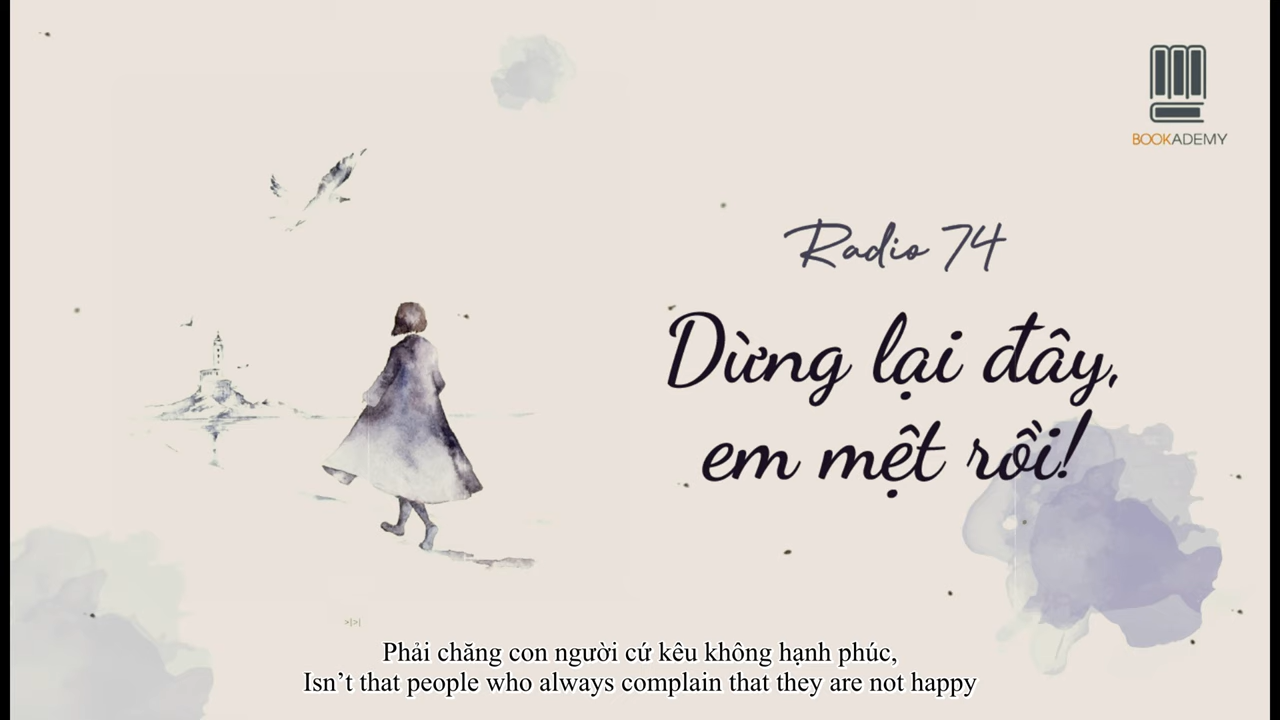 BOOKADEMY
Radio 74
Dừng lại đây,
em mệt rồi!
>|>|
Phải chăng con người cứ kêu không hạnh phúc,
Isn't that people who always complain that they are not happy